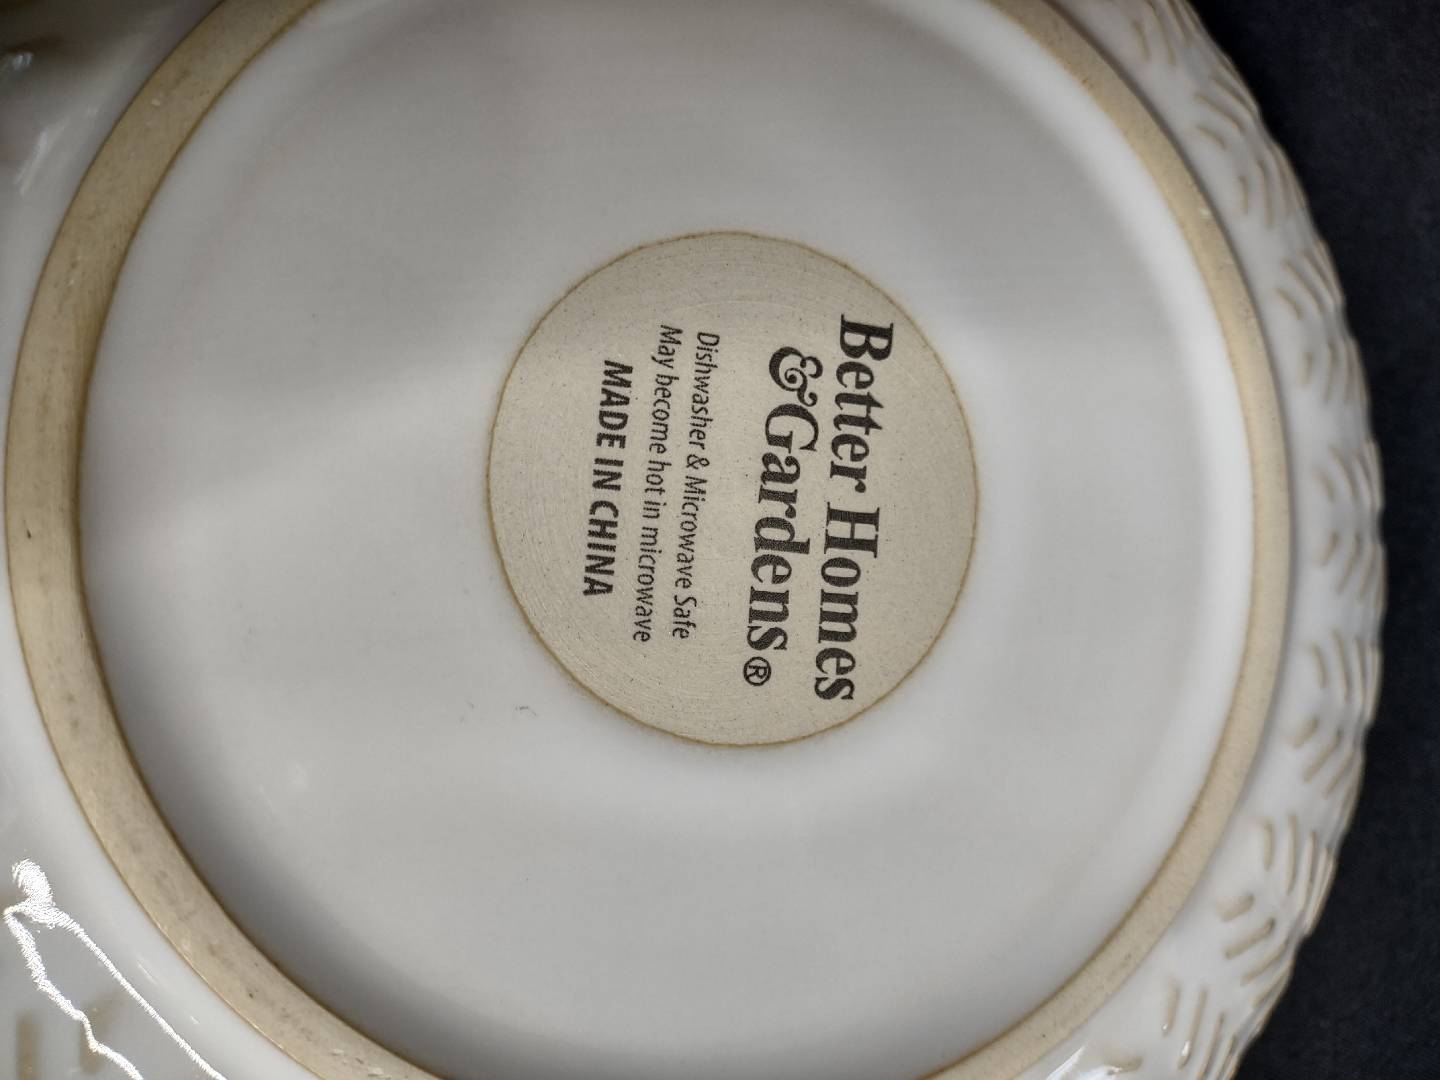 Better Homes
&Gardens®
Dishwasher & Microwave Safe
May become hot in microwave
MADE IN CHINA